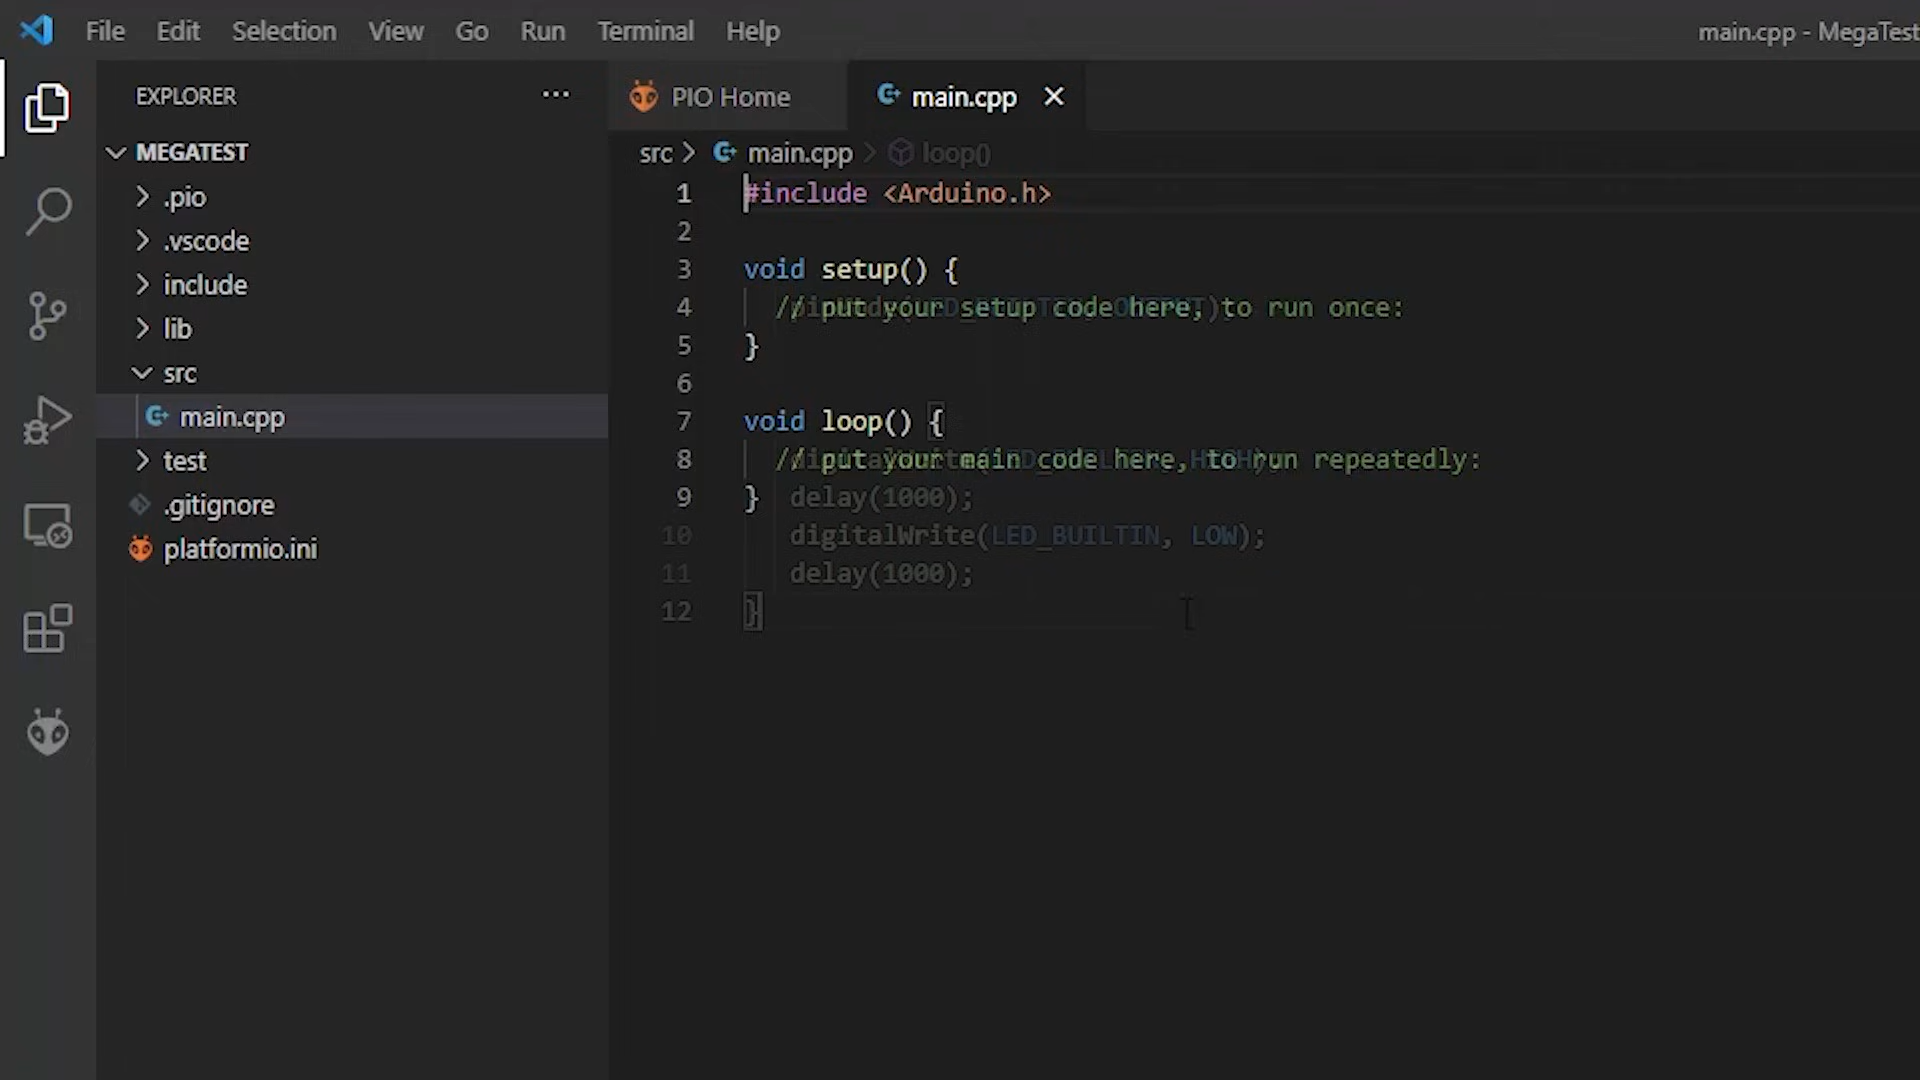 File Edit Selection View Go Run Terminal Help main.cpp - MegaTest
EXPLORER ···
PIO Home
main.cpp
MEGATEST
.pio
.vscode
include
lib
src
main.cpp
test
.gitignore
platformio.ini
src > main.cpp > loop()
1 #include <Arduino.h>
2
3 void setup() {
4 // put your setup code here, to run once:
5 }
6
7 void loop() {
8 // put your main code here, to run repeatedly:
9 } delay(1000);
10 digitalWrite(LED_BUILTIN, LOW);
11 delay(1000);
12 }